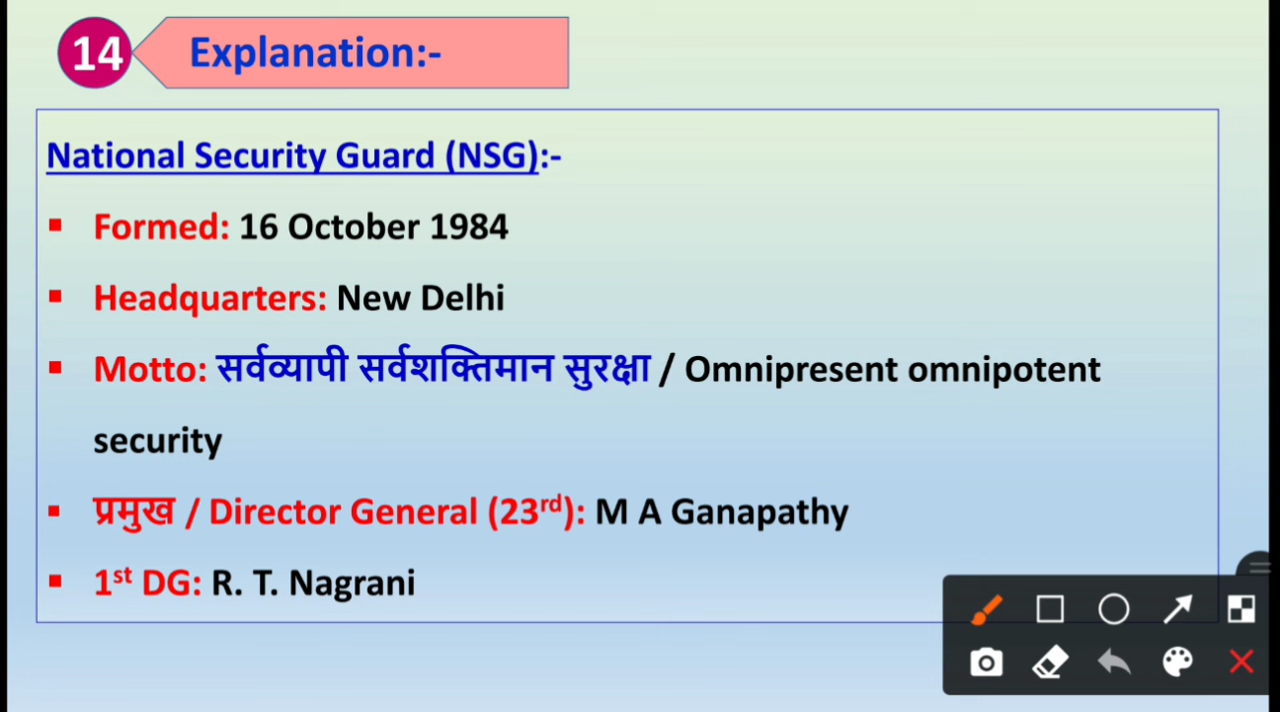 14 Explanation:-
National Security Guard (NSG):-
Formed: 16 October 1984
Headquarters: New Delhi
Motto: सर्वव्यापी सर्वशक्तिमान सुरक्षा / Omnipresent omnipotent
security
प्रमुख / Director General (23rd): M A Ganapathy
1st DG: R. T. Nagrani